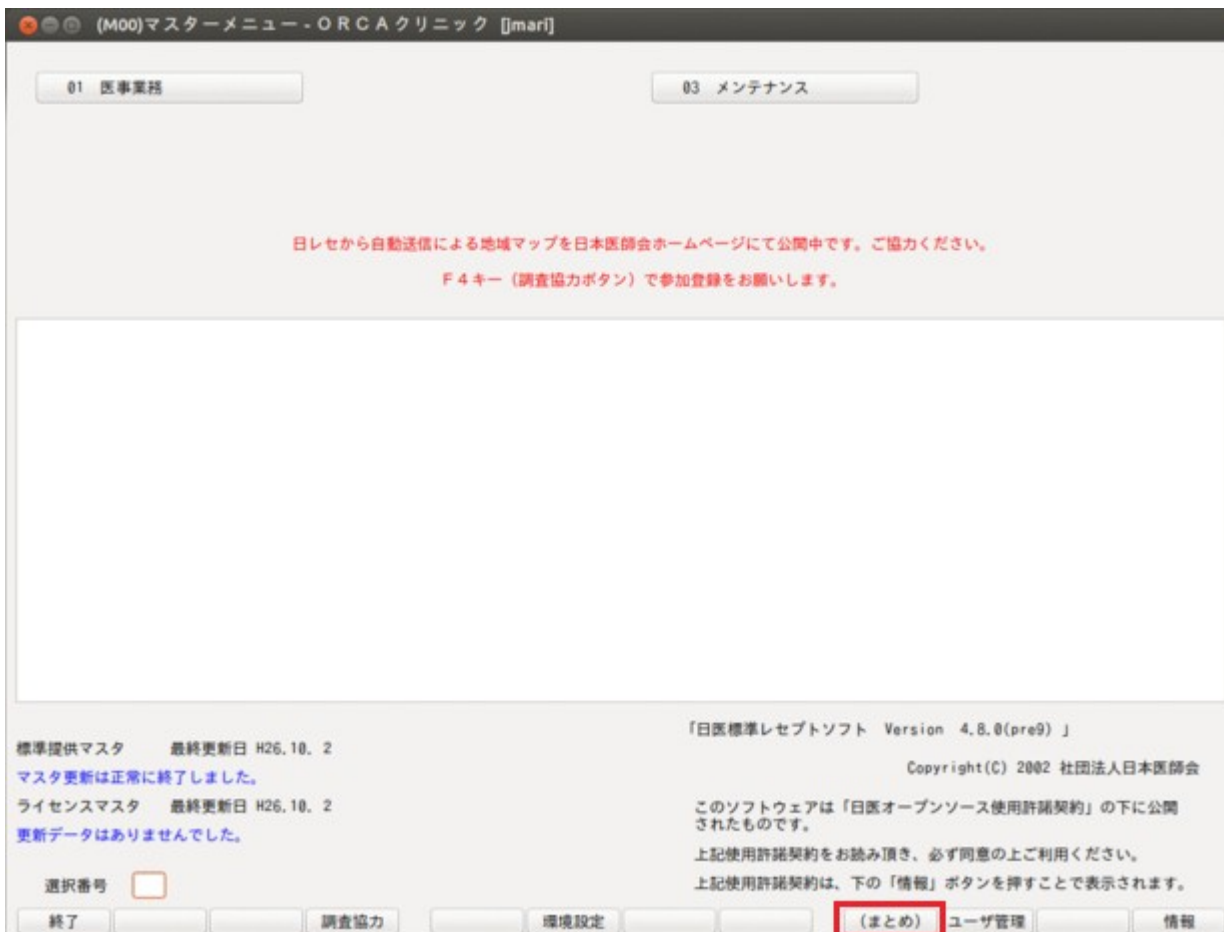 (M00)マスターメニュー - ORCAクリニック [jmari]
01 医事業務
03 メンテナンス
日レセから自動送信による地域マップを日本医師会ホームページにて公開中です。ご協力ください。
F4キー（調査協力ボタン）で参加登録をお願いします。
標準提供マスタ 最終更新日 H26.10. 2
マスタ更新は正常に終了しました。
ライセンスマスタ 最終更新日 H26.10. 2
更新データはありませんでした。
選択番号
「日医標準レセプトソフト Version 4.8.0(pre9) 」
Copyright(C) 2002 社団法人日本医師会
このソフトウェアは「日医オープンソース使用許諾契約」の下に公開
されたものです。
上記使用許諾契約をお読み頂き、必ず同意の上ご利用ください。
上記使用許諾契約は、下の「情報」ボタンを押すことで表示されます。
終了 調査協力 環境設定 (まとめ) ユーザ管理 情報